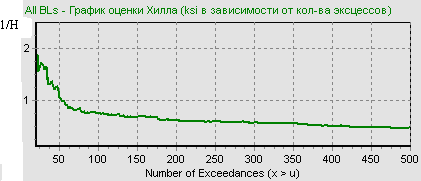 All BLs - График оценки Хилла (ksi в зависимости от кол-ва эксцессов)
1/H
2
1
50 100 150 200 250 300 350 400 450 500
Number of Exceedances (x > u)